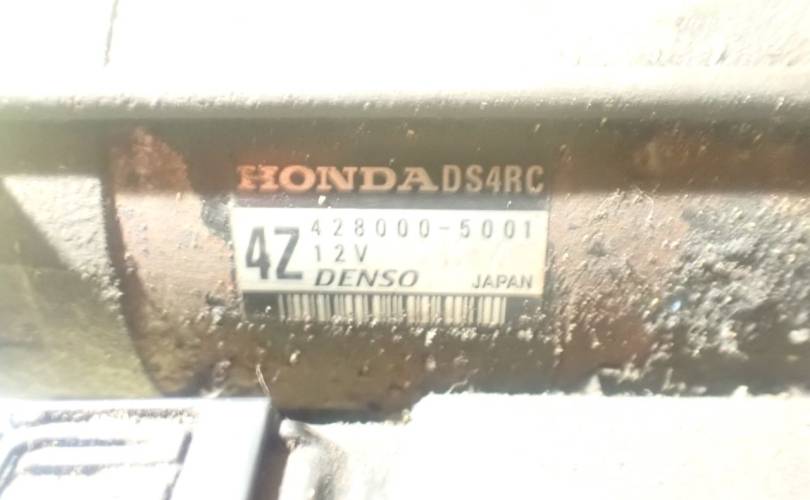 HONDA DS4RC
4Z 428000-5001
12V
DENSO JAPAN